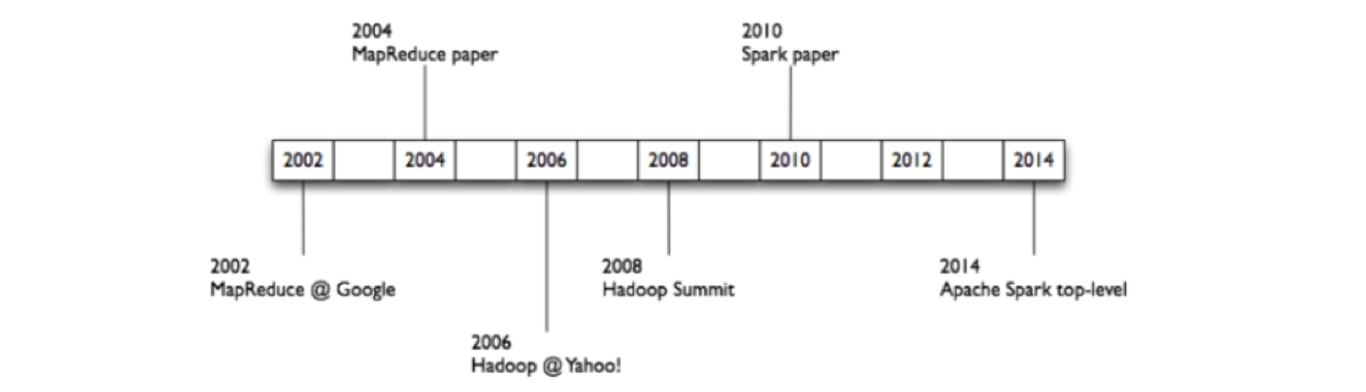 2004
MapReduce paper
2010
Spark paper
2002
2004
2006
2008
2010
2012
2014
2002
MapReduce @ Google
2008
Hadoop Summit
2014
Apache Spark top-level
2006
Hadoop @ Yahoo!